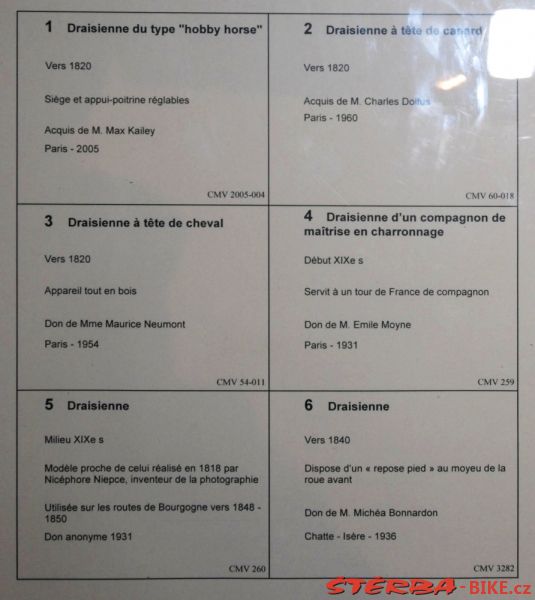 1 Draisienne du type "hobby horse"
Vers 1820
Siége et appui-poitrine réglables
Acquis de M. Max Kailey
Paris - 2005
CMV 2005-004
2 Draisienne à tête de canard
Vers 1820
Acquis de M. Charles Dollfus
Paris - 1960
CMV 60-018
3 Draisienne à tête de cheval
Vers 1820
Appareil tout en bois
Don de Mme Maurice Neumont
Paris - 1954
CMV 54-011
4 Draisienne d'un compagnon de
maîtrise en charronnage
Début XIXe s
Servit à un tour de France de compagnon
Don de M. Emile Moyne
Paris - 1931
CMV 259
5 Draisienne
Milieu XIXe s
Modèle proche de celui réalisé en 1818 par
Nicéphore Niepce, inventeur de la photographie
Utilisée sur les routes de Bourgogne vers 1848 -
1850
Don anonyme 1931
CMV 260
6 Draisienne
Vers 1840
Dispose d'un « repose pied » au moyeu de la
roue avant
Don de M. Michéa Bonnardon
Chatte - Isère - 1936
CMV 3282
STERBA-BIKE.cz